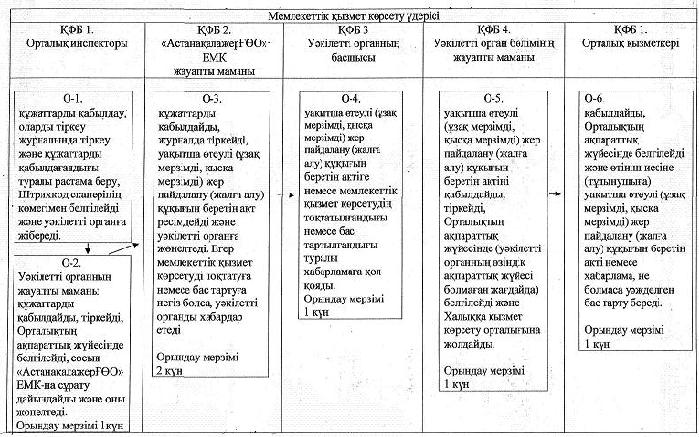 Мемлекеттік қызмет көрсету үдерісі
ҚФБ 1.
Орталық инспекторы
ҚФБ 2.
«АстанақалажерҒӨО»-
ЕМК
жауапты маманы
ҚФБ 3
Уәкілетті органның
басшысы
ҚФБ 4.
Уәкілетті орган бөлімінің
жауапты маманы
ҚФБ 1.
Орталық қызметкері
О-1.
құжаттарды қабылдау,
оларды тіркеу
журналында тіркеу
және құжаттарды
қабылдағандығы
туралы растама беру,
Штрихкод сканерінің
көмегімен белгілейді
және уәкілетті органға
жібереді.
О-2.
Уәкілетті органның
жауапты маманы
құжаттарды
қабылдайды, тіркейді,
Орталықтың
ақпараттық жүйесінде
белгілейді, сосын
«АстанақалажерҒӨО»
ЕМК-на сұрату
дайындайды және оны
жөнелтеді.
Орындау мерзімі 1 күн
О-3.
құжаттарды
қабылдайды,
журналда тіркейді,
уақытша өтеулі (ұзақ
мерзімді, қысқа
мерзімді) жер
пайдалану (жалға алу)
құқығын беретін акт
ресімдейді және
уәкілетті органға
жөнелтеді. Егер
мемлекеттік қызмет
көрсетуді тоқтатуға
немесе бас тартуға
негіз болса, уәкілетті
органды хабардар
етеді
Орындау мерзімі
2 күн
О-4.
уақытша өтеулі (ұзақ
мерзімді, қысқа
мерзімді) жер
пайдалану (жалға
алу) құқығын
беретін актіге
немесе мемлекеттік
қызмет көрсетудің
тоқтатылғандығы
немесе бас
тартылғандығы
туралы
хабарламаға қол
қояды.
Орындау мерзімі
1 күн
О-5.
уақытша өтеулі
(ұзақ мерзімді,
қысқа мерзімді) жер
пайдалану (жалға
алу) құқығын
беретін актіні
қабылдайды,
тіркейді,
Орталықтың
ақпараттық
жүйесінде (уәкілетті
органның өзіндік
ақпараттық жүйесі
болмаған жағдайда)
белгілейді және
Халыққа қызмет
көрсету орталығына
жолдайды.
Орындау мерзімі
1 күн
О-6.
қабылдайды,
Орталықтың
ақпараттық
жүйесінде белгілейді
және өтініш иесіне
(тұтынушыға)
уақытша өтеулі (ұзақ
мерзімді, қысқа
мерзімді) жер
пайдалану (жалға
алу) құқығын беретін
акті немесе
хабарлама, не
болмаса уәжделген
бас тарту береді.
Орындау мерзімі
1 күн